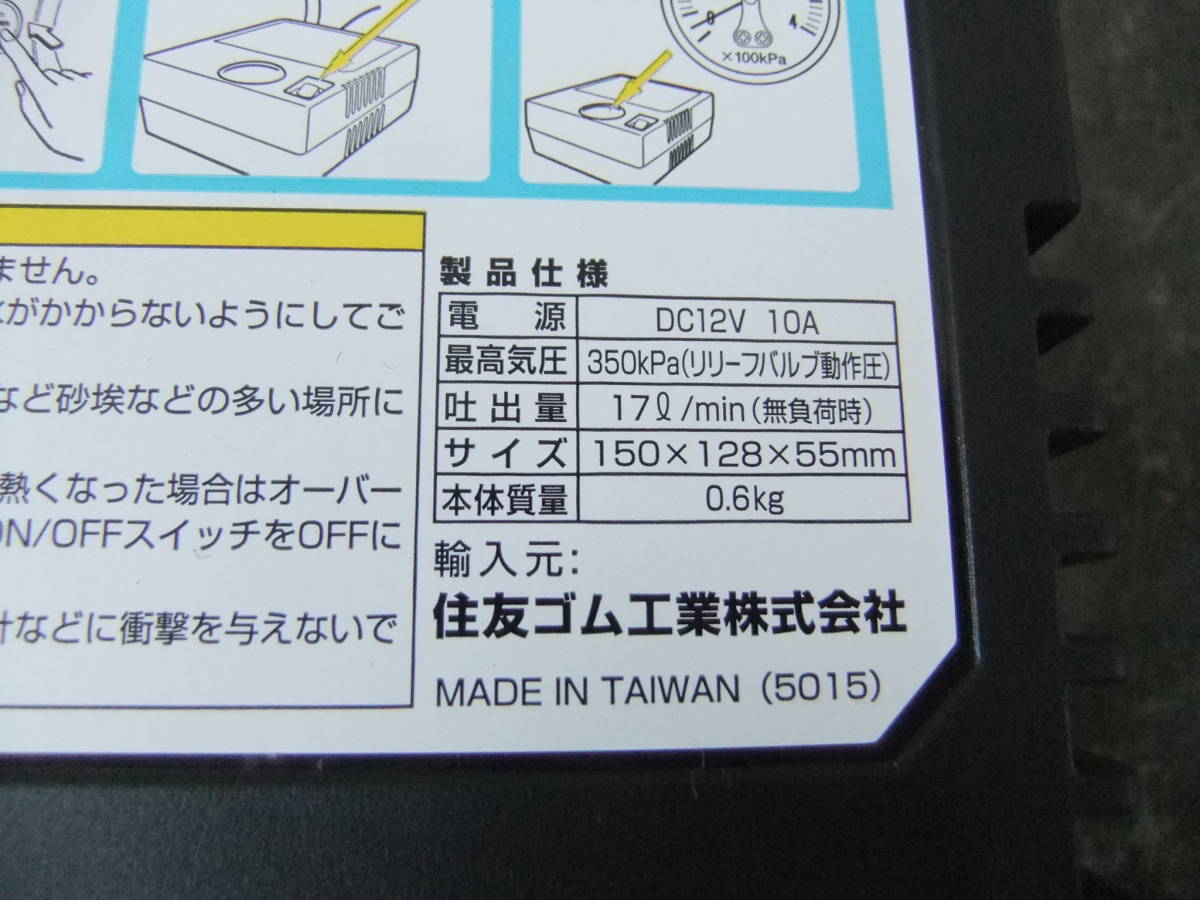 0
4
×100kPa
ません。
がかからないようにしてご
など砂埃などの多い場所に
熱くなった場合はオーバー
ON/OFFスイッチをOFFに
などに衝撃を与えないで
製品仕様
電源 DC12V 10A
最高気圧 350kPa(リリーフバルブ動作圧)
吐出量 17ℓ/min(無負荷時)
サイズ 150×128×55mm
本体質量 0.6kg
輸入元:
住友ゴム工業株式会社
MADE IN TAIWAN (5015)